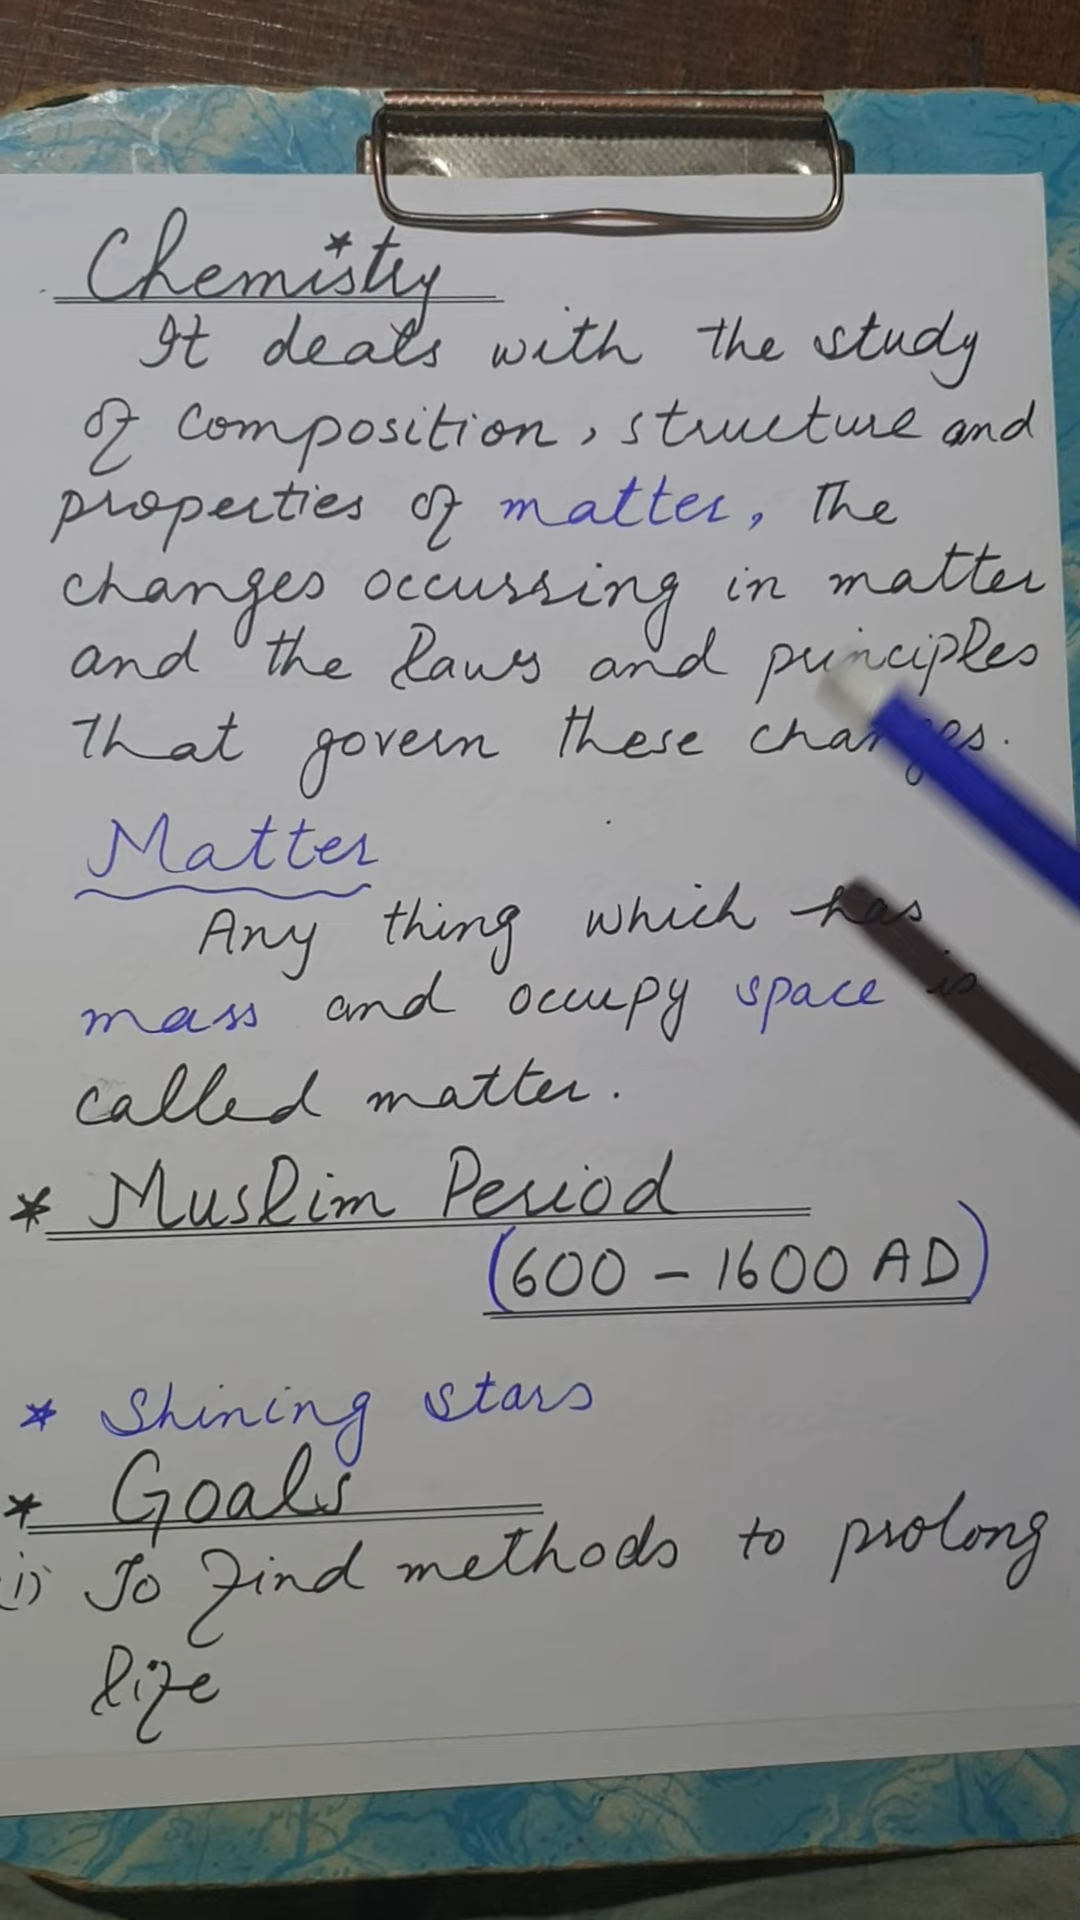 Chemistry
It deals with the study
of composition, structure and
properties of matter, The
changes occurring in matter
and the laws and principles
That govern these changes.
Matter
Any thing which has
mass and occupy space is
called matter.
* Muslim Period
(600 - 1600 AD)
* Shining stars
* Goals
i) To find methods to prolong
life